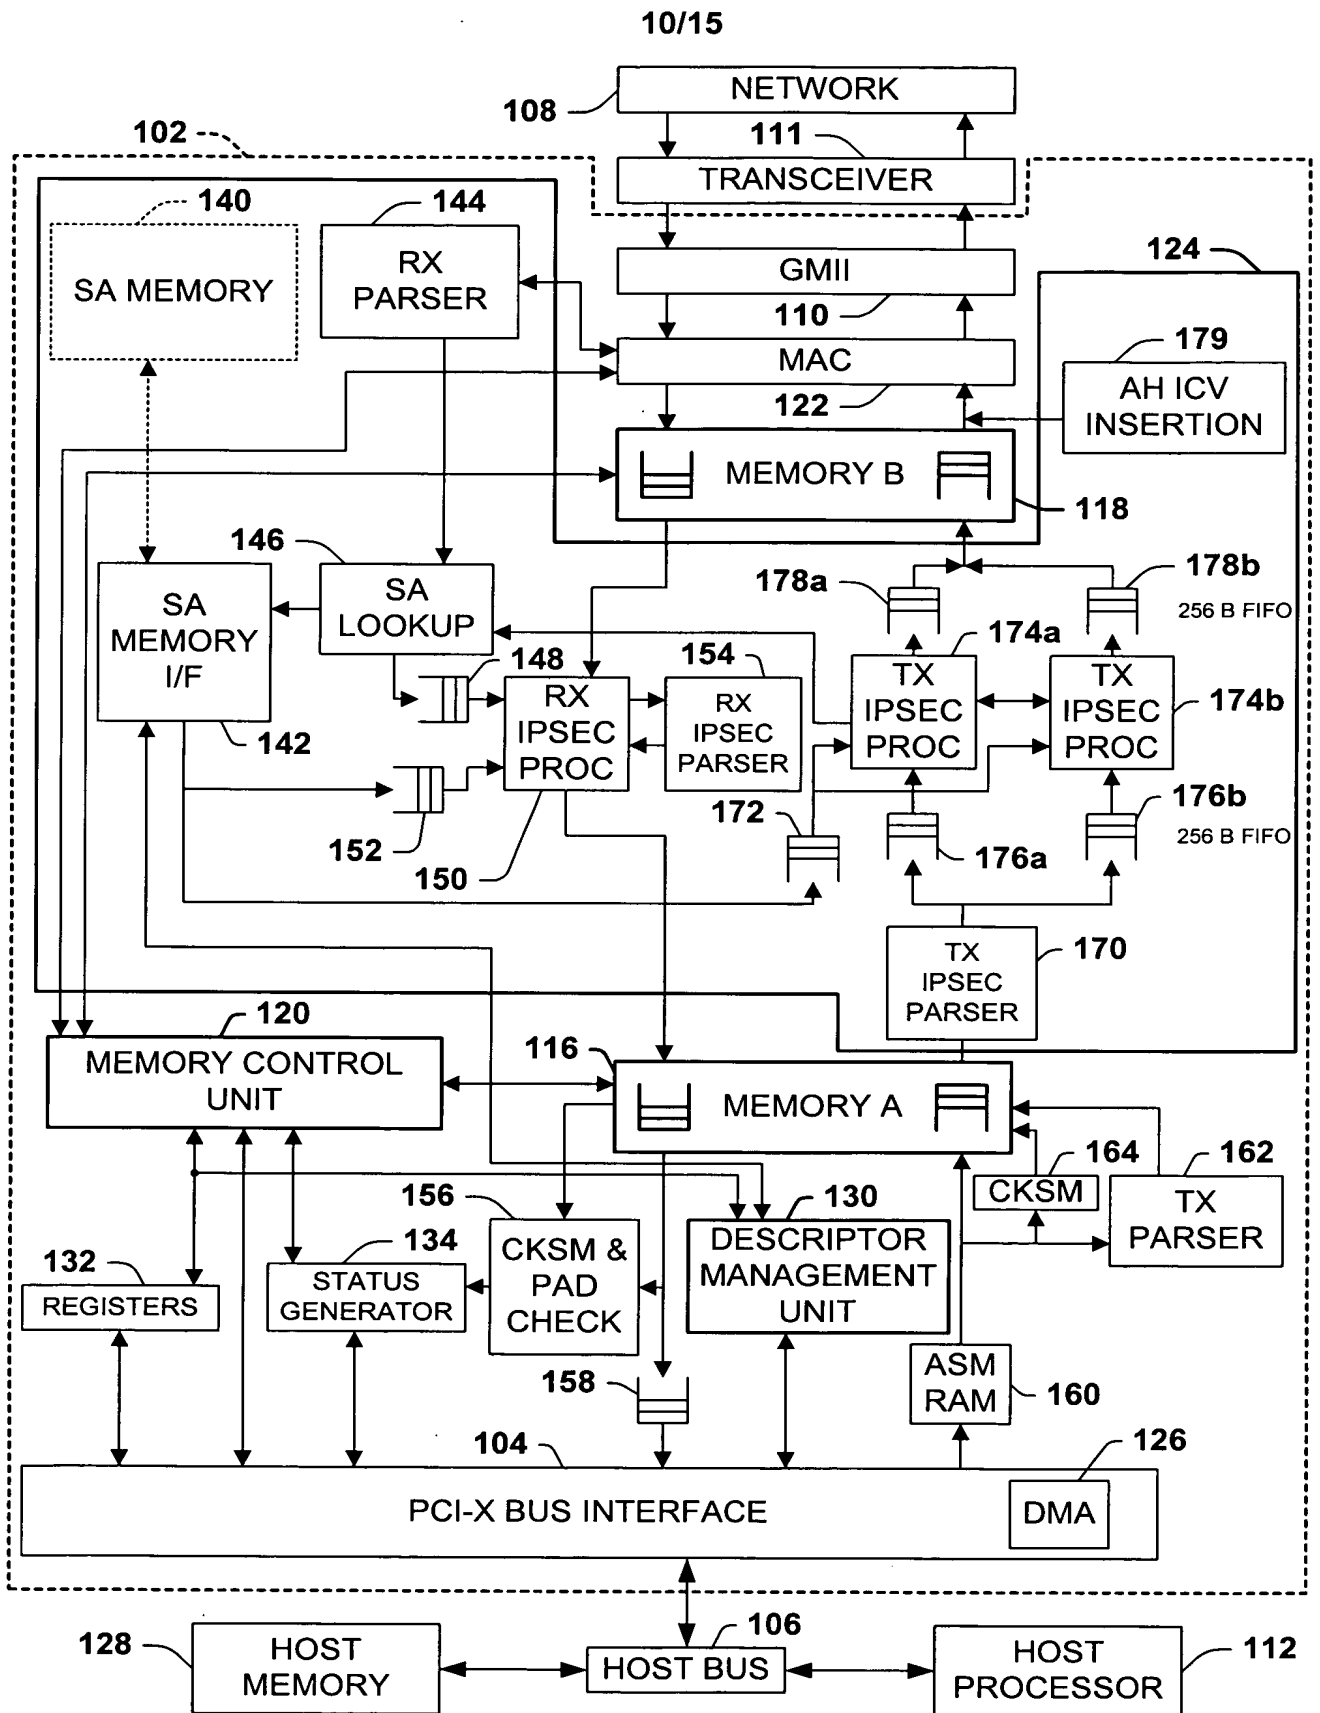 10/15
NETWORK
108
111
102
TRANSCEIVER
140
144
124
SA MEMORY
RX
PARSER
GMII
110
179
MAC
122
AH ICV
INSERTION
MEMORY B
118
146
178a
178b
256 B FIFO
SA
MEMORY
I/F
SA
LOOKUP
148
154
174a
RX
IPSEC
PROC
RX
IPSEC
PARSER
TX
IPSEC
PROC
TX
IPSEC
PROC
174b
142
152
150
172
176a
176b
256 B FIFO
TX
IPSEC
PARSER
170
120
116
MEMORY CONTROL
UNIT
MEMORY A
164
162
156
130
CKSM
TX
PARSER
132
134
CKSM &
PAD
CHECK
DESCRIPTOR
MANAGEMENT
UNIT
REGISTERS
STATUS
GENERATOR
158
ASM
RAM
160
104
126
PCI-X BUS INTERFACE
DMA
106
128
HOST
MEMORY
HOST BUS
HOST
PROCESSOR
112